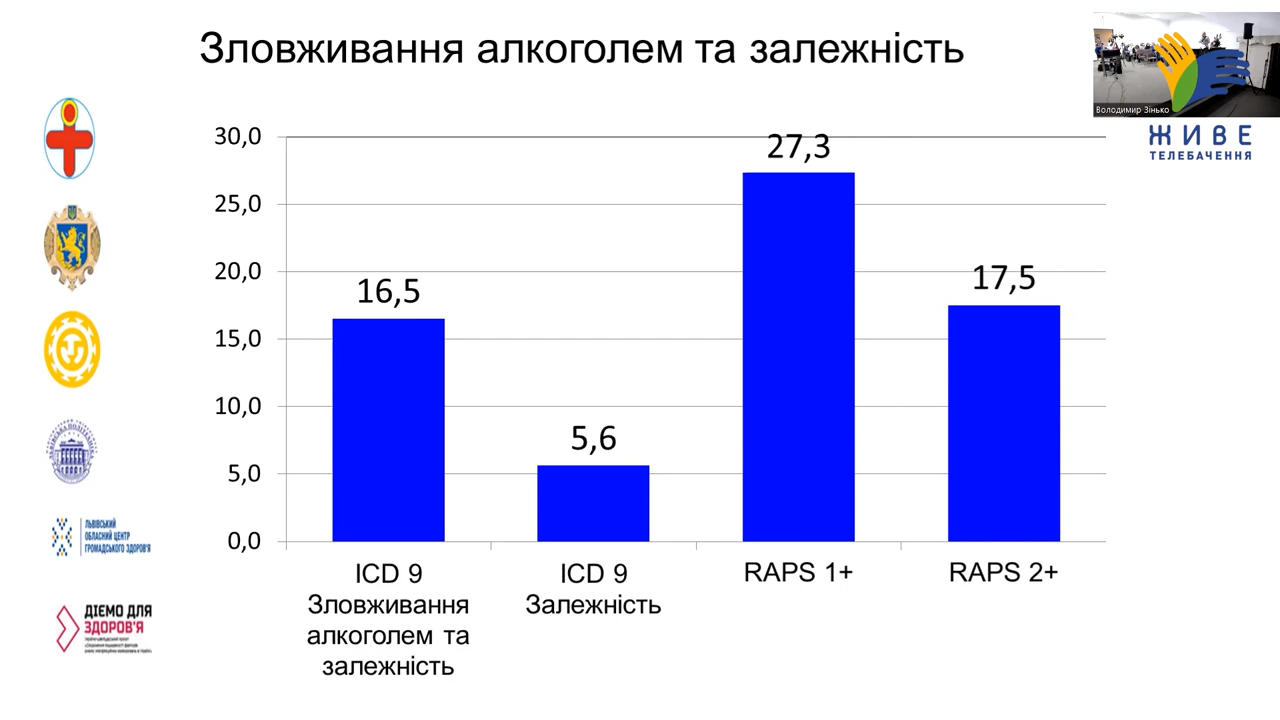 Зловживання алкоголем та залежність
Володимир Зінько
ЖИВЕ
ТЕЛЕБАЧЕННЯ
30,0
25,0
20,0
15,0
10,0
5,0
0,0
16,5
5,6
27,3
17,5
ICD 9
Зловживання
алкоголем та
залежність
ICD 9
Залежність
RAPS 1+
RAPS 2+
ЛЬВІВСЬКА ПОЛІТЕХНІКА
ЛЬВІВСЬКИЙ
ОБЛАСНИЙ ЦЕНТР
ГРОМАДСЬКОГО ЗДОРОВ'Я
ДІЄМО ДЛЯ
ЗДОРОВ'Я